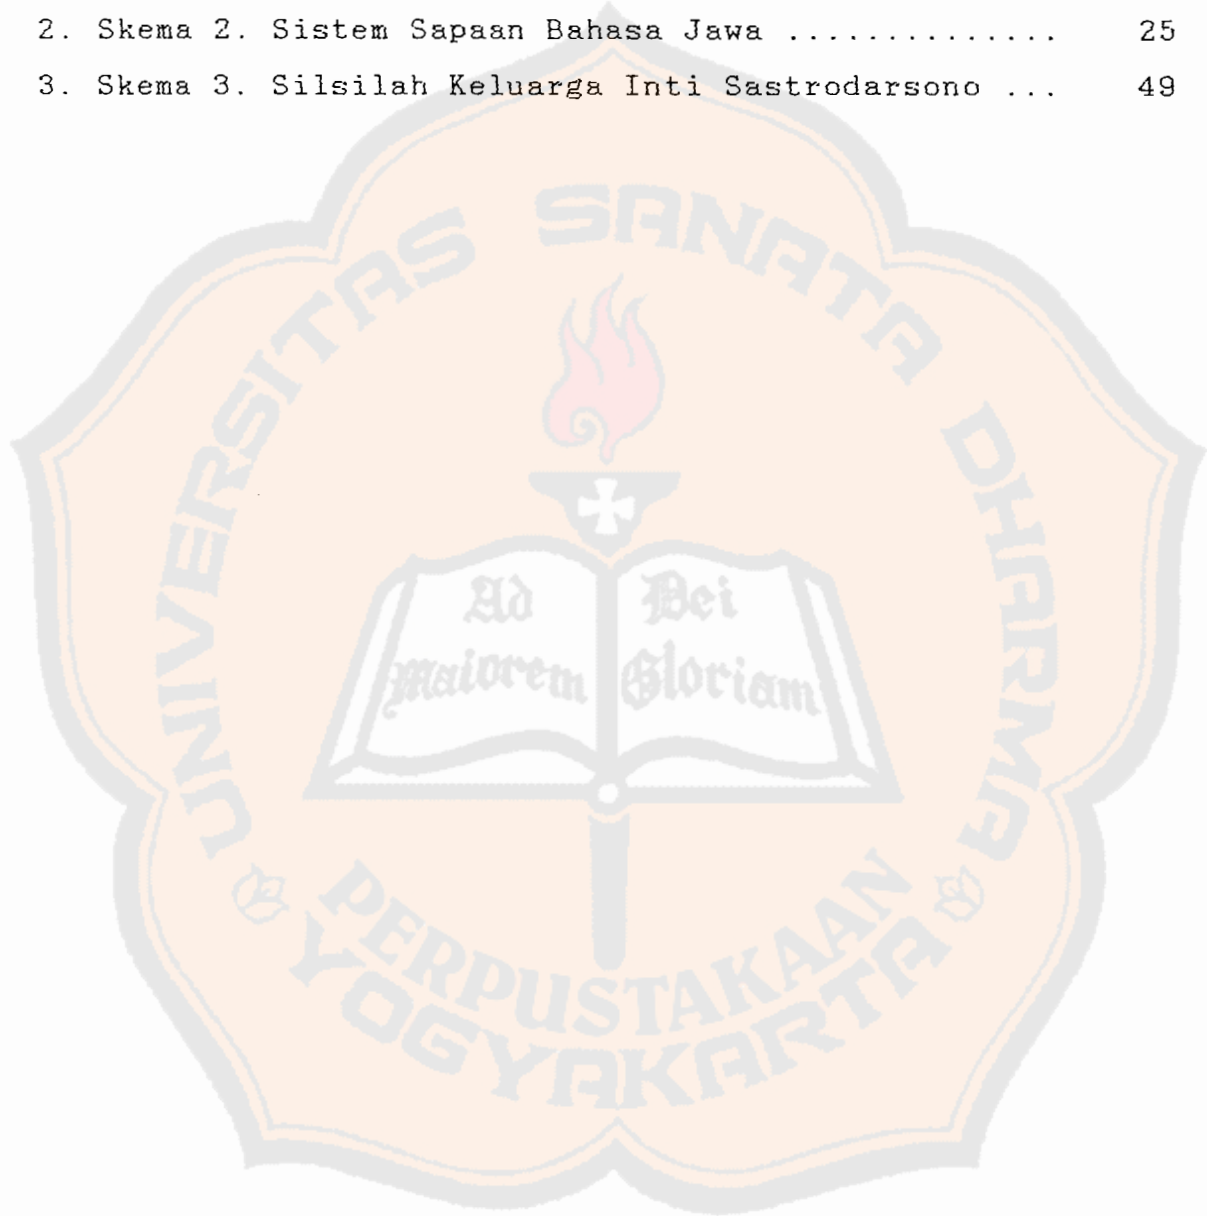 2. Skema 2. Sistem Sapaan Bahasa Jawa .............. 25
3. Skema 3. Silsilah Keluarga Inti Sastrodarsono ... 49
UNIVERSITAS SANATA DHARMA
Ad Dei
Maiorem Gloriam
PERPUSTAKAAN
YOGYAKARTA